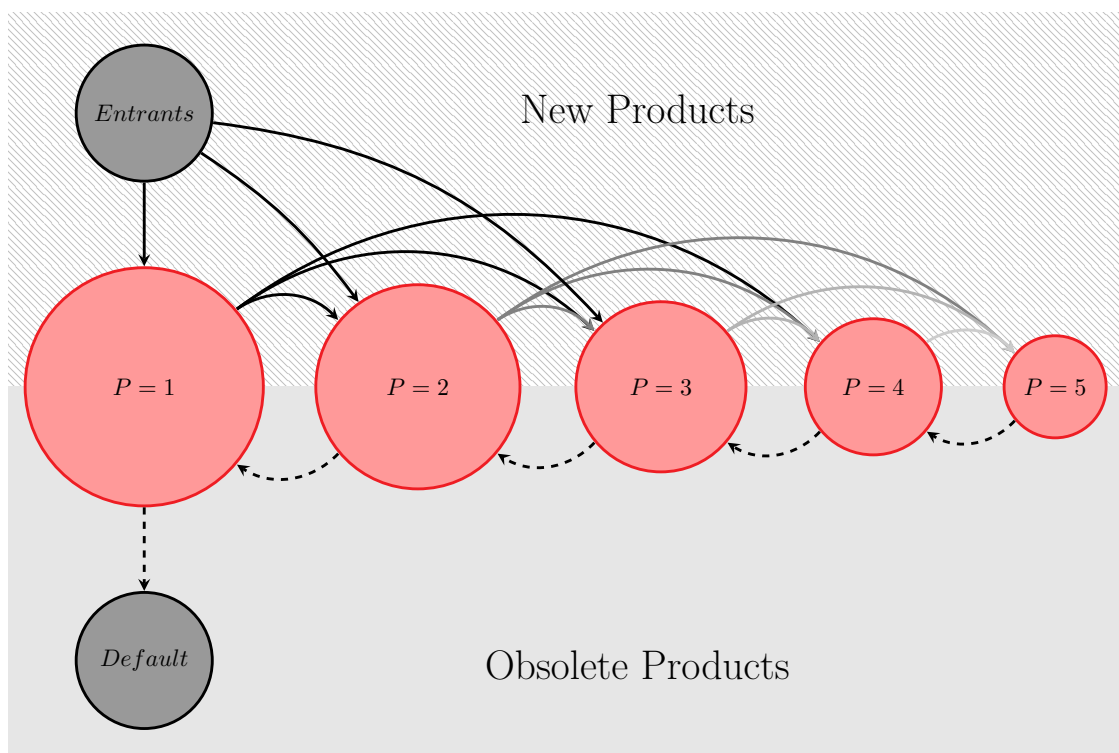 Entrants
New Products
P = 1
P = 2
P = 3
P = 4
P = 5
Default
Obsolete Products